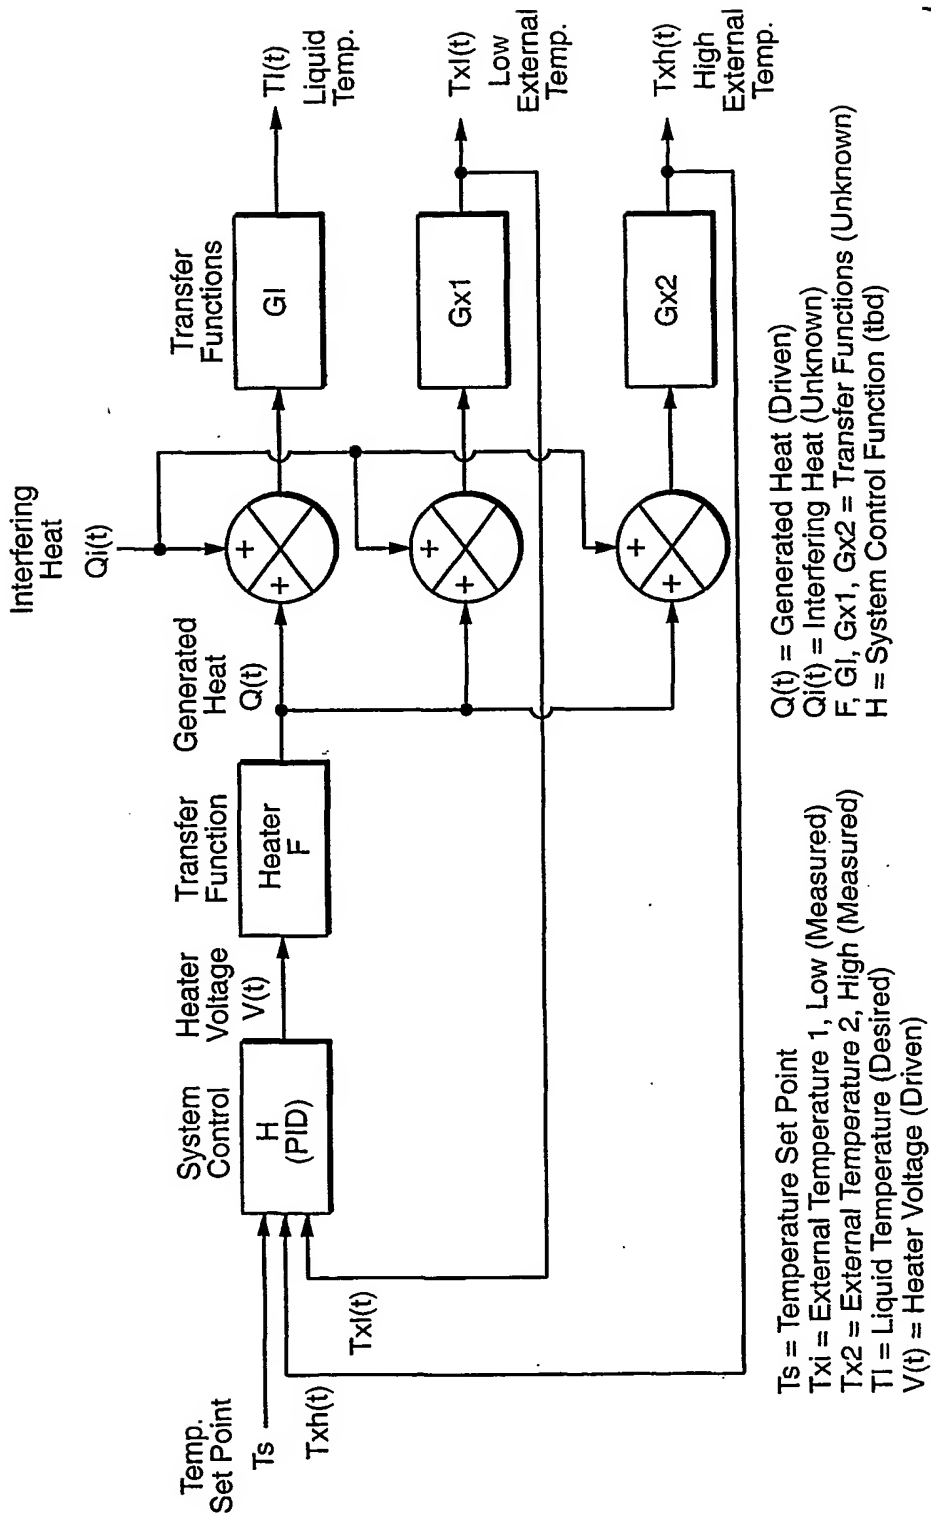 Interfering
Heat
Qi(t)
Temp.
Set Point
Ts
Txh(t)
Txl(t)
System
Control
H
(PID)
Heater
Voltage
V(t)
Transfer
Function
Heater
F
Generated
Heat
Q(t)
+
+
+
+
+
+
Transfer
Functions
Gl
Gx1
Gx2
Tl(t)
Liquid
Temp.
Txl(t)
Low
External
Temp.
Txh(t)
High
External
Temp.
Ts = Temperature Set Point
Txi = External Temperature 1, Low (Measured)
Tx2 = External Temperature 2, High (Measured)
Tl = Liquid Temperature (Desired)
V(t) = Heater Voltage (Driven)
Q(t) = Generated Heat (Driven)
Qi(t) = Interfering Heat (Unknown)
F, Gl, Gx1, Gx2 = Transfer Functions (Unknown)
H = System Control Function (tbd)